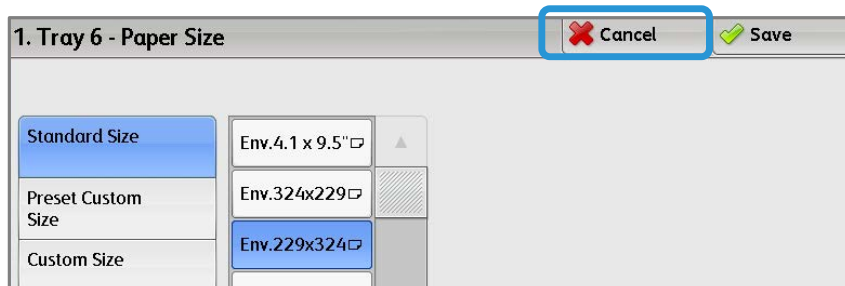 1. Tray 6 - Paper Size
Cancel
Save
Standard Size
Preset Custom
Size
Custom Size
Env.4.1 x 9.5"
Env.324x229
Env.229x324